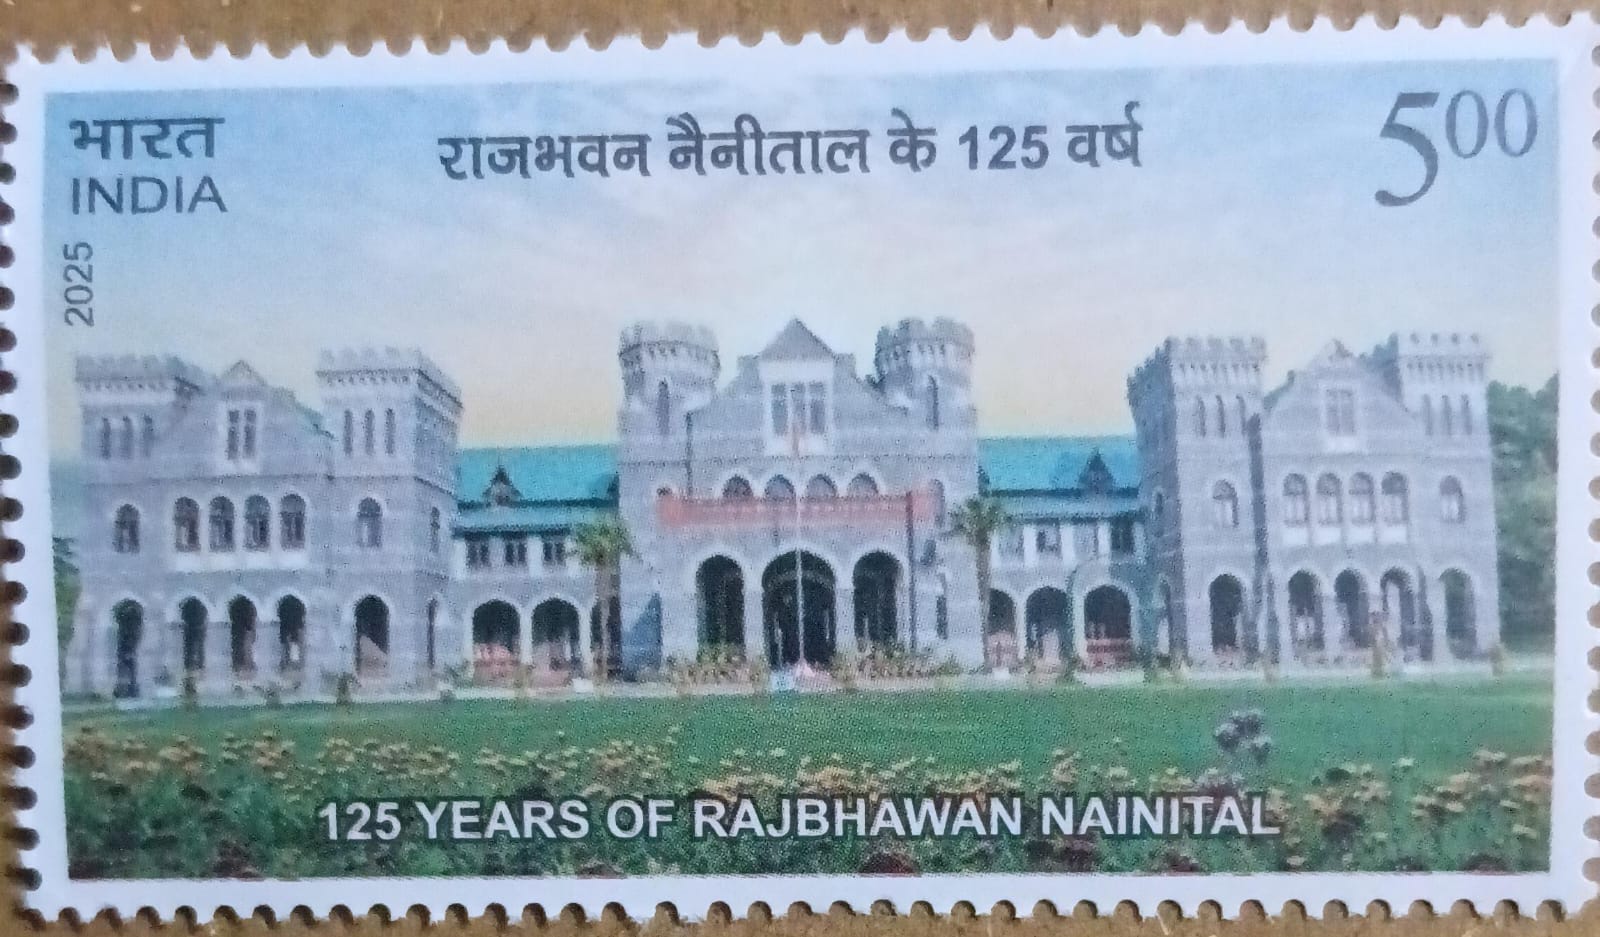 भारत
INDIA
2025
राजभवन नैनीताल के 125 वर्ष
500
125 YEARS OF RAJBHAWAN NAINITAL